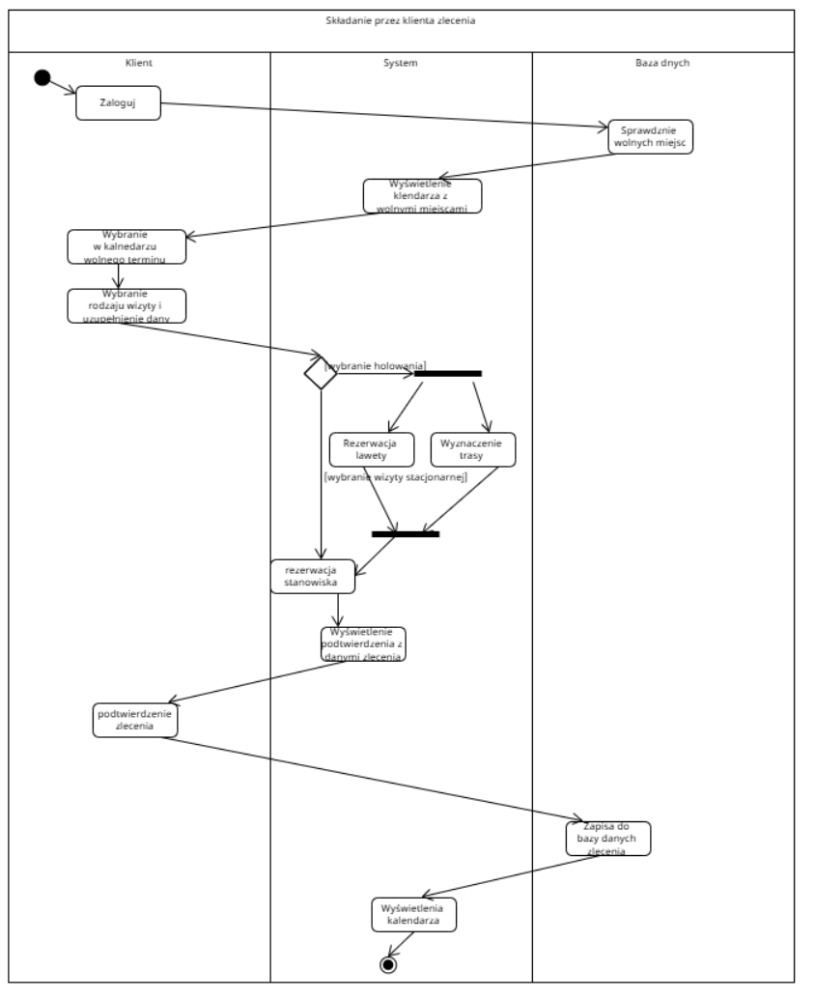 Składanie przez klienta zlecenia
Klient
System
Baza dnych
Zaloguj
Sprawdznie
wolnych miejsc
Wyświetlenie
klendarza z
wolnymi miejscami
Wybranie
w kalnedarzu
wolnego terminu
Wybranie
rodzaju wizyty i
uzupełnienie dany
[wybranie holowania]
Rezerwacja
lawety
Wyznaczenie
trasy
[wybranie wizyty stacjonarnej]
rezerwacja
stanowiska
Wyświetlenie
podtwierdzenia z
danymi zlecenia
podtwierdzenie
zlecenia
Zapisa do
bazy danych
zlecenia
Wyświetlenia
kalendarza